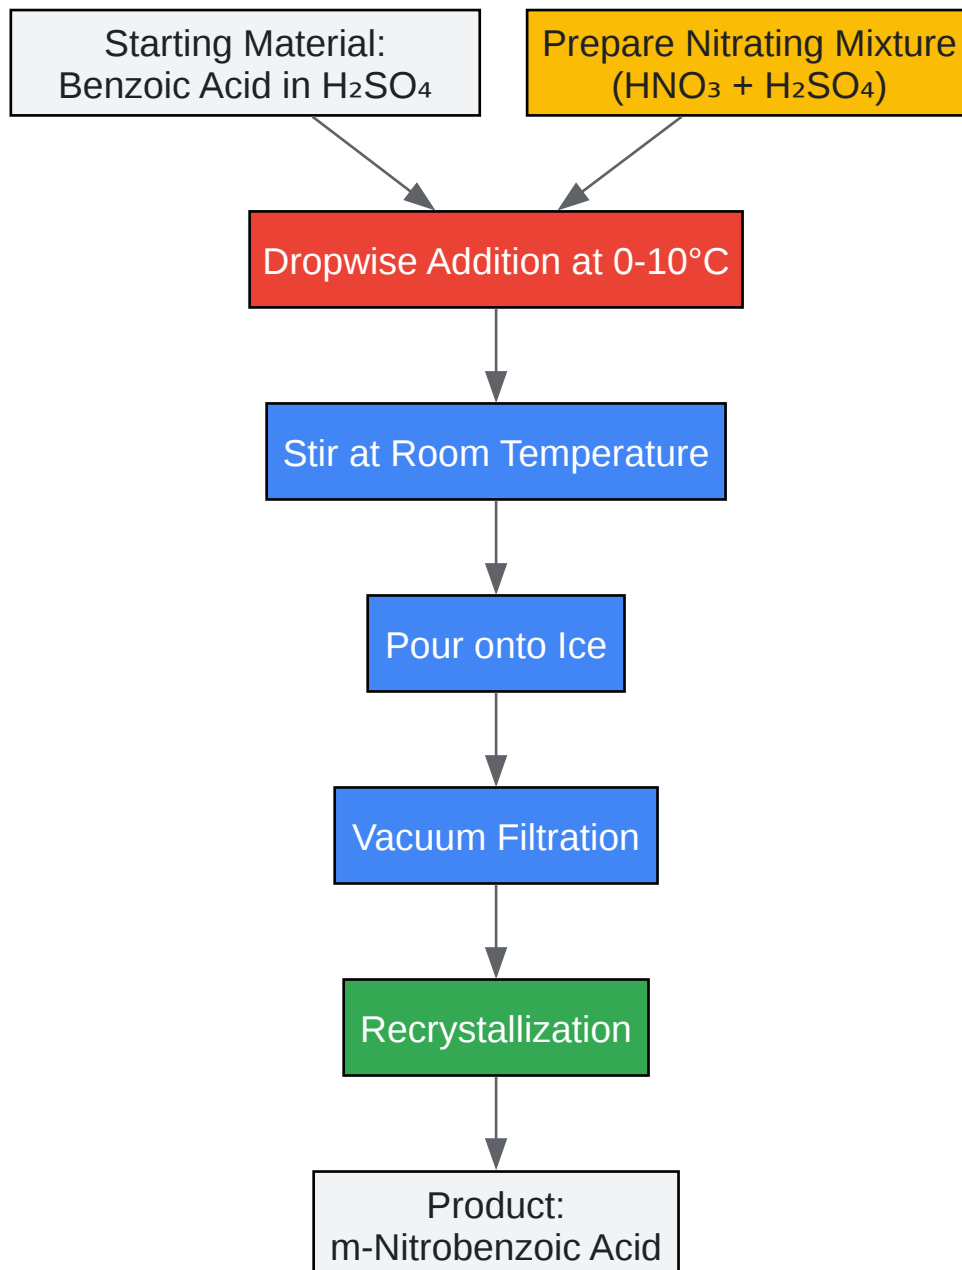 Starting Material:
Benzoic Acid in H₂SO₄
Prepare Nitrating Mixture
(HNO₃ + H₂SO₄)
Dropwise Addition at 0-10°C
Stir at Room Temperature
Pour onto Ice
Vacuum Filtration
Recrystallization
Product:
m-Nitrobenzoic Acid